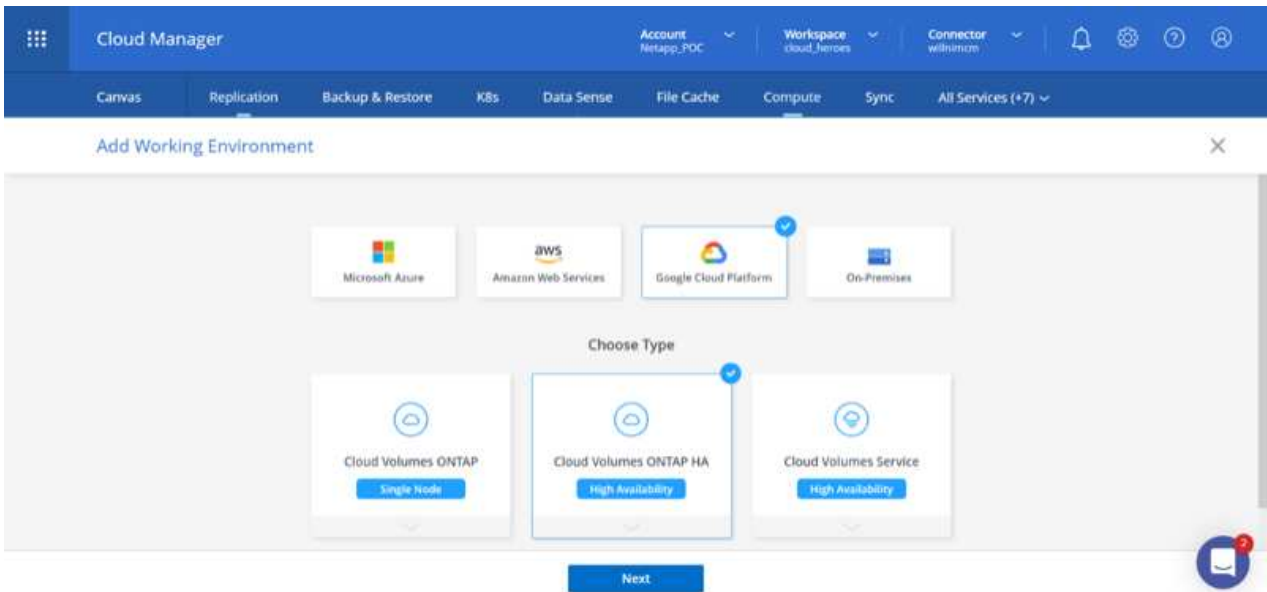 Cloud Manager
Account
Netapp_POC
Workspace
cloud_heroes
Connector
willnimcm
Canvas Replication Backup & Restore K8s Data Sense File Cache Compute Sync All Services (+7)
Add Working Environment
Microsoft Azure
aws
Amazon Web Services
Google Cloud Platform
On-Premises
Choose Type
Cloud Volumes ONTAP
Single Node
Cloud Volumes ONTAP HA
High Availability
Cloud Volumes Service
High Availability
Next
2